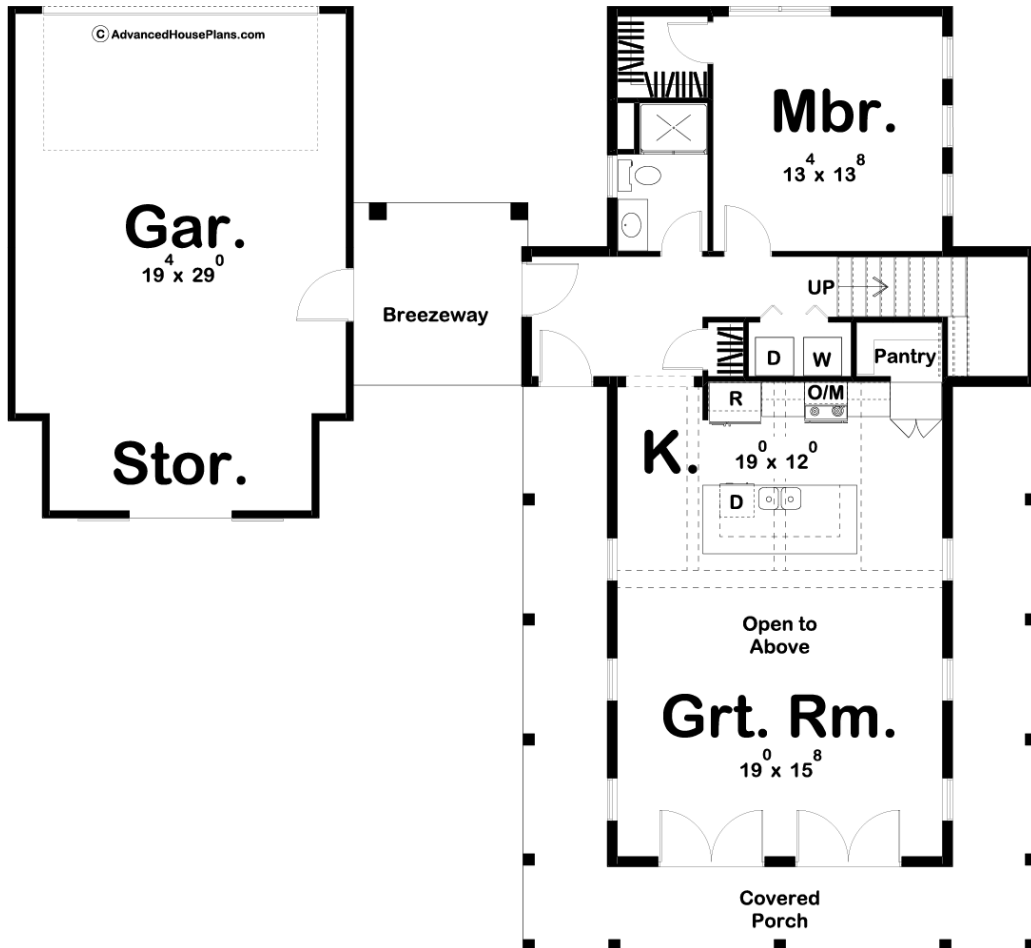 © AdvancedHousePlans.com
Gar.
19⁴ x 29⁰
Stor.
Breezeway
Mbr.
13⁴ x 13⁸
UP
D
W
Pantry
R
O/M
K.
19⁰ x 12⁰
D
Open to
Above
Grt. Rm.
19⁰ x 15⁸
Covered
Porch